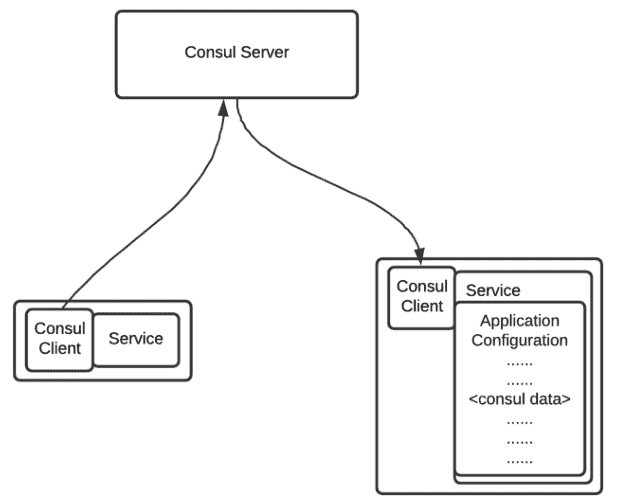 Consul Server
Consul
Client
Service
Consul
Client
Service
Application
Configuration
......
......
<consul data>
......
......
......